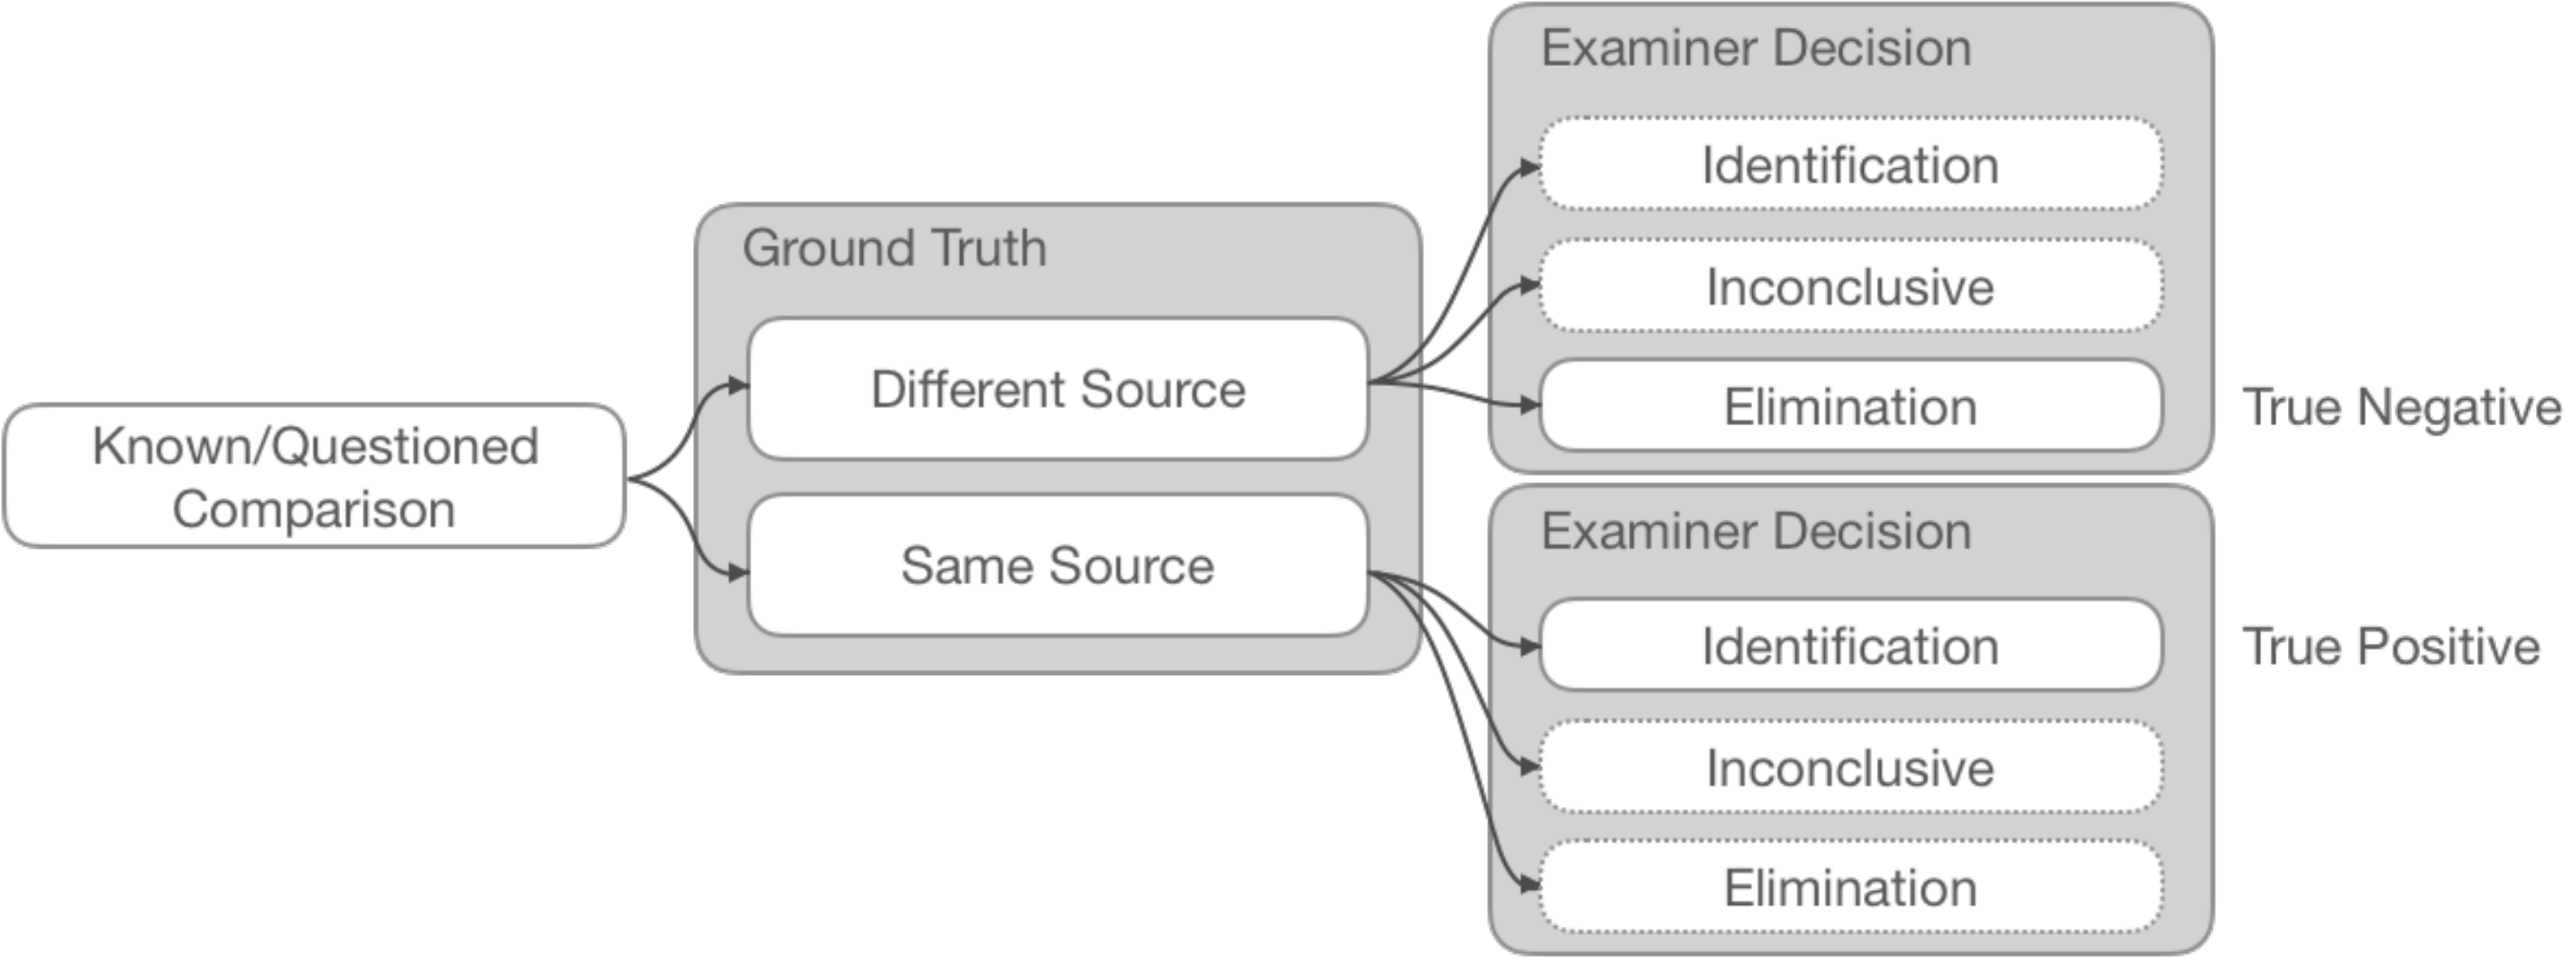 Known/Questioned
Comparison
Ground Truth
Different Source
Same Source
Examiner Decision
Identification
Inconclusive
Elimination
True Negative
Examiner Decision
Identification
True Positive
Inconclusive
Elimination